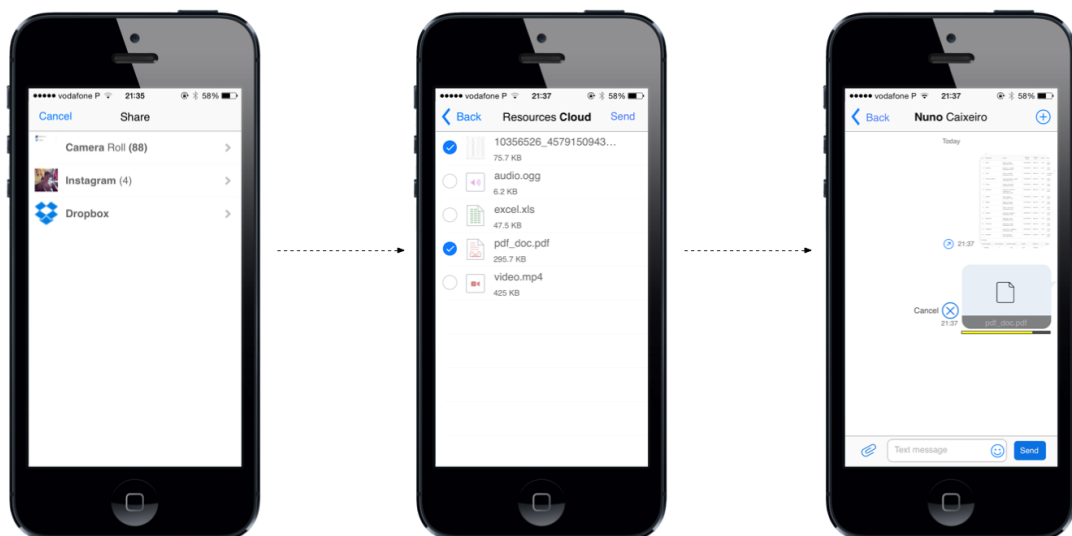 vodafone P 21:35 58%
Cancel Share
Camera Roll (88)
Instagram (4)
Dropbox
vodafone P 21:37 58%
Back Resources Cloud Send
10356526_4579150943...
75.7 KB
audio.ogg
6.2 KB
excel.xls
47.5 KB
pdf_doc.pdf
295.7 KB
video.mp4
425 KB
vodafone P 21:37 58%
Back Nuno Caixeiro
Today
21:37
Cancel
21:37
pdf_doc.pdf
Text message Send